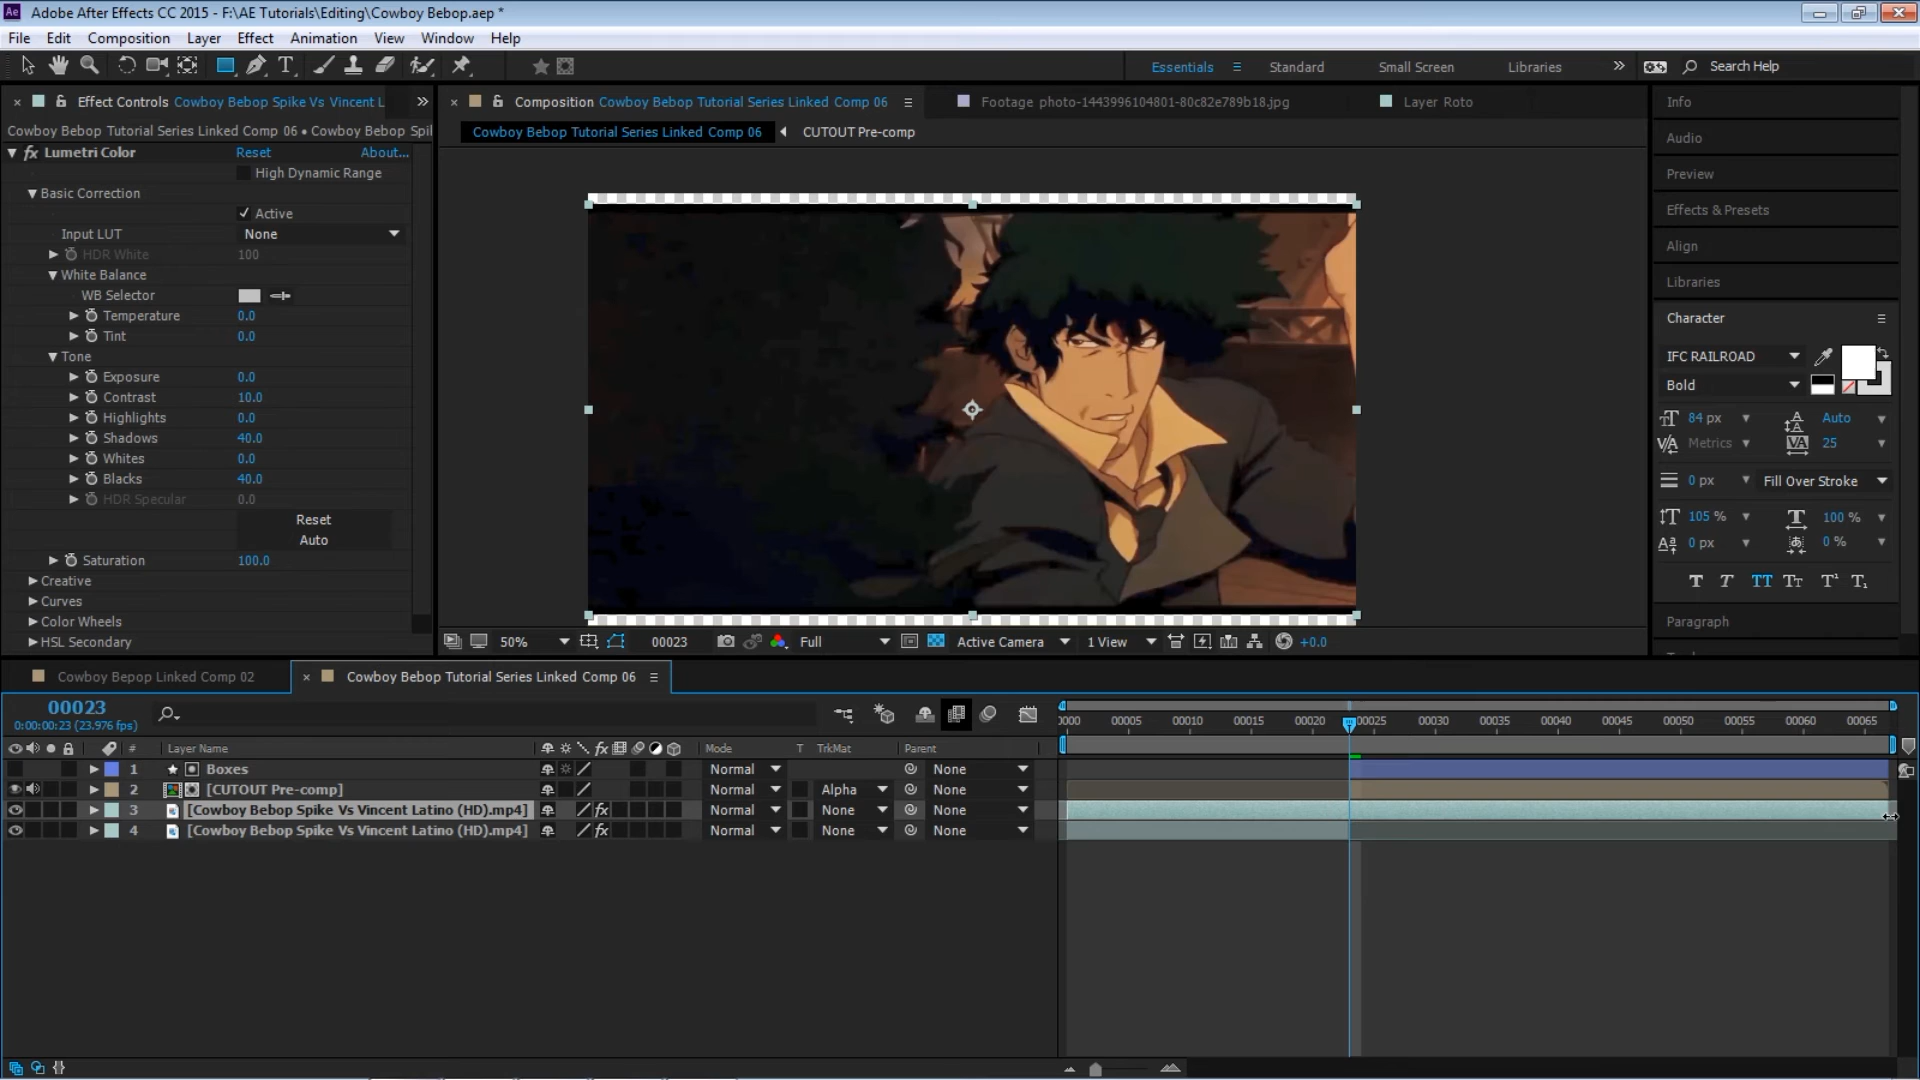 Adobe After Effects CC 2015 - F:\AE Tutorials\Editing\Cowboy Bebop.aep *
File Edit Composition Layer Effect Animation View Window Help
Essentials Standard Small Screen Libraries Search Help
Effect Controls Cowboy Bebop Spike Vs Vincent L
Composition Cowboy Bebop Tutorial Series Linked Comp 06
Footage photo-1443996104801-80c82e789b18.jpg
Layer Roto
Cowboy Bebop Tutorial Series Linked Comp 06 • Cowboy Bebop Spil
Cowboy Bebop Tutorial Series Linked Comp 06 CUTOUT Pre-comp
fx Lumetri Color Reset About...
High Dynamic Range
Basic Correction
Active
Input LUT None
HDR White 100
White Balance
WB Selector
Temperature 0.0
Tint 0.0
Tone
Exposure 0.0
Contrast 10.0
Highlights 0.0
Shadows 40.0
Whites 0.0
Blacks 40.0
HDR Specular 0.0
Reset
Auto
Saturation 100.0
Creative
Curves
Color Wheels
HSL Secondary
50% 00023 Full Active Camera 1 View +0.0
Info
Audio
Preview
Effects & Presets
Align
Libraries
Character
IFC RAILROAD
Bold
84 px Auto
Metrics 25
0 px Fill Over Stroke
105 % 100 %
0 px 0 %
T T TT Tт T¹ T₁
Paragraph
Cowboy Bepop Linked Comp 02
Cowboy Bebop Tutorial Series Linked Comp 06
00023
0:00:00:23 (23.976 fps)
0000 00005 00010 00015 00020 00025 00030 00035 00040 00045 00050 00055 00060 00065
# Layer Name fx Mode T TrkMat Parent
1 Boxes Normal None
2 [CUTOUT Pre-comp] Normal Alpha None
3 [Cowboy Bebop Spike Vs Vincent Latino (HD).mp4] fx Normal None None
4 [Cowboy Bebop Spike Vs Vincent Latino (HD).mp4] fx Normal None None